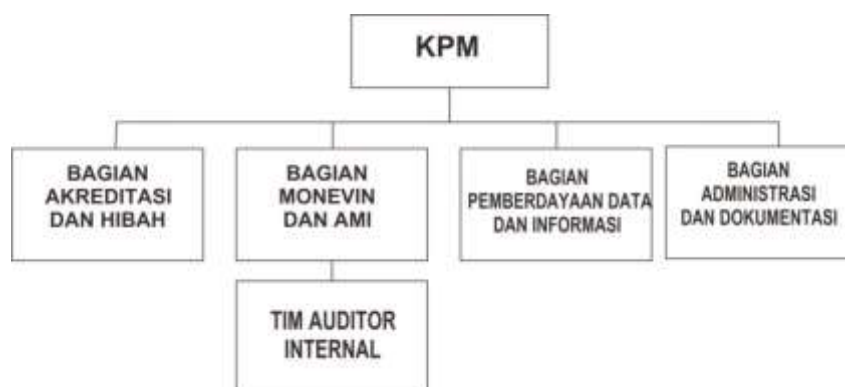 KPM
BAGIAN
AKREDITASI
DAN HIBAH
BAGIAN
MONEVIN
DAN AMI
BAGIAN
PEMBERDAYAAN DATA
DAN INFORMASI
BAGIAN
ADMINISTRASI
DAN DOKUMENTASI
TIM AUDITOR
INTERNAL